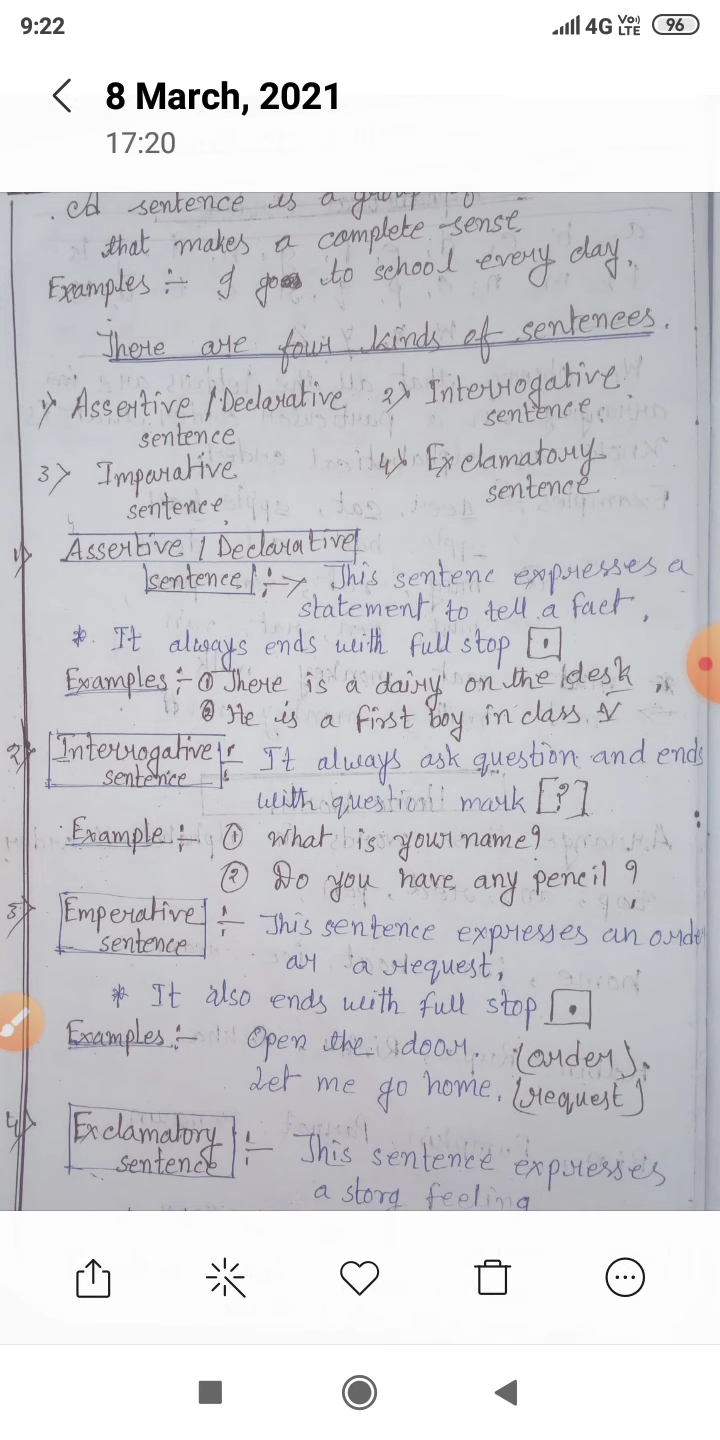 9:22 4G Vo) LTE 96
8 March, 2021
17:20
. A sentence is a group
that makes a complete sense
Examples :- I go to school every day.
There are four kinds of sentences.
1) Assertive / Declarative 2) Interrogative
sentence sentence.
3) Imparative 4) Exclamatory
sentence sentence
1) Assertive / Declarative
sentence :-> This sentenc expresses a
statement to tell a fact,
* It always ends with full stop [.]
Examples :- ① There is a dairy on the desk
② He is a first boy in class V
2) Interrogative :- It always ask question and ends
sentence with question mark [?]
Example :- ① what is your name?
② Do you have any pencil ?
3) Emperative :- This sentence expresses an orde
sentence ar a request,
* It also ends with full stop [.]
Examples :- Open the door. (order).
Let me go home. (request)
4) Exclamatory :- This sentence expresses
sentence a storg feeling